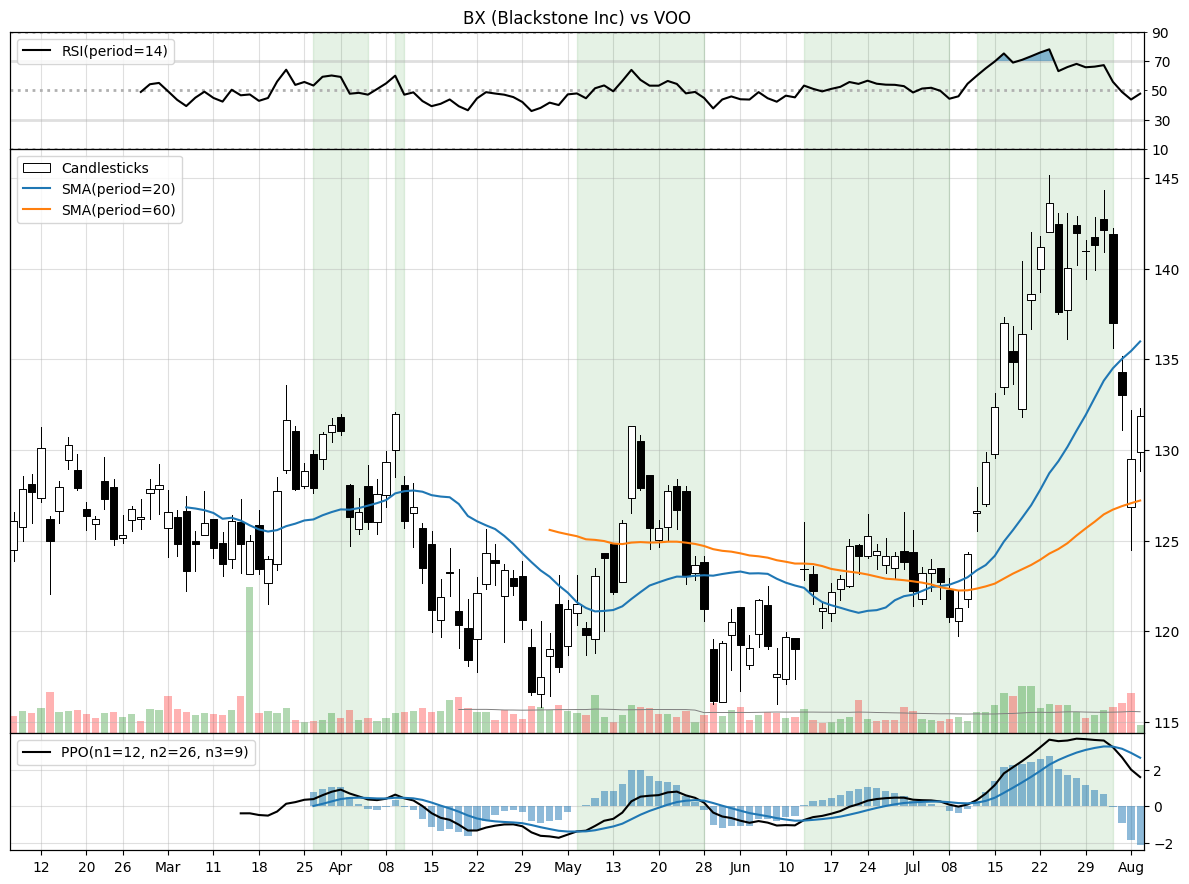 BX (Blackstone Inc) vs VOO
RSI(period=14)
90
70
50
30
10
Candlesticks
SMA(period=20)
SMA(period=60)
145
140
135
130
125
120
115
PPO(n1=12, n2=26, n3=9)
2
0
−2
12 20 26 Mar 11 18 25 Apr 08 15 22 29 May 13 20 28 Jun 10 17 24 Jul 08 15 22 29 Aug